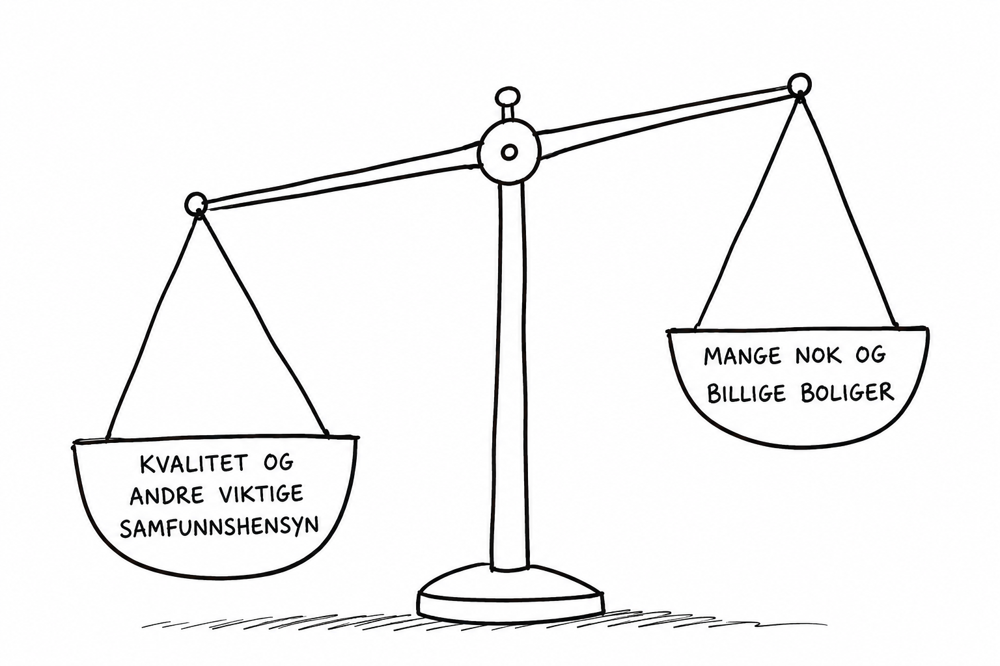 KVALITET OG
ANDRE VIKTIGE
SAMFUNNSHENSYN
MANGE NOK OG
BILLIGE BOLIGER